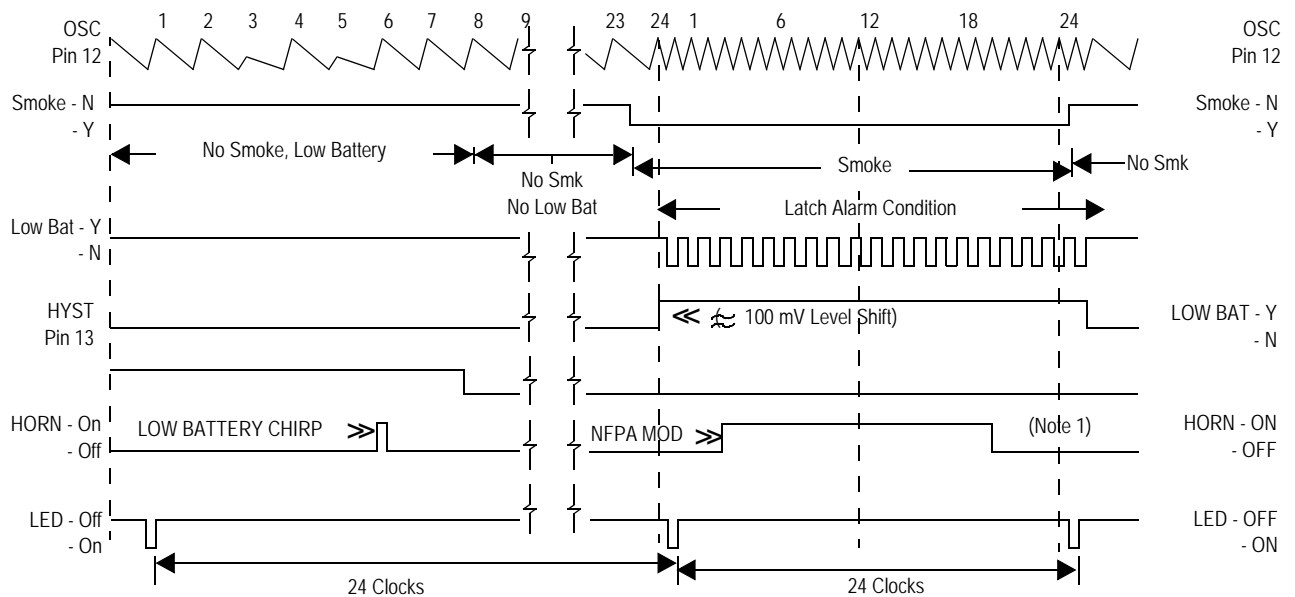 1 2 3 4 5 6 7 8 9 23 24 1 6 12 18 24
OSC
Pin 12
OSC
Pin 12
Smoke - N
- Y
Smoke - N
- Y
No Smoke, Low Battery
No Smk
No Low Bat
Smoke
No Smk
Latch Alarm Condition
Low Bat - Y
- N
HYST
Pin 13
<< 100 mV Level Shift)
LOW BAT - Y
- N
HORN - On
- Off
LOW BATTERY CHIRP >>
NFPA MOD >>
(Note 1)
HORN - ON
- OFF
LED - Off
- On
LED - OFF
- ON
24 Clocks
24 Clocks